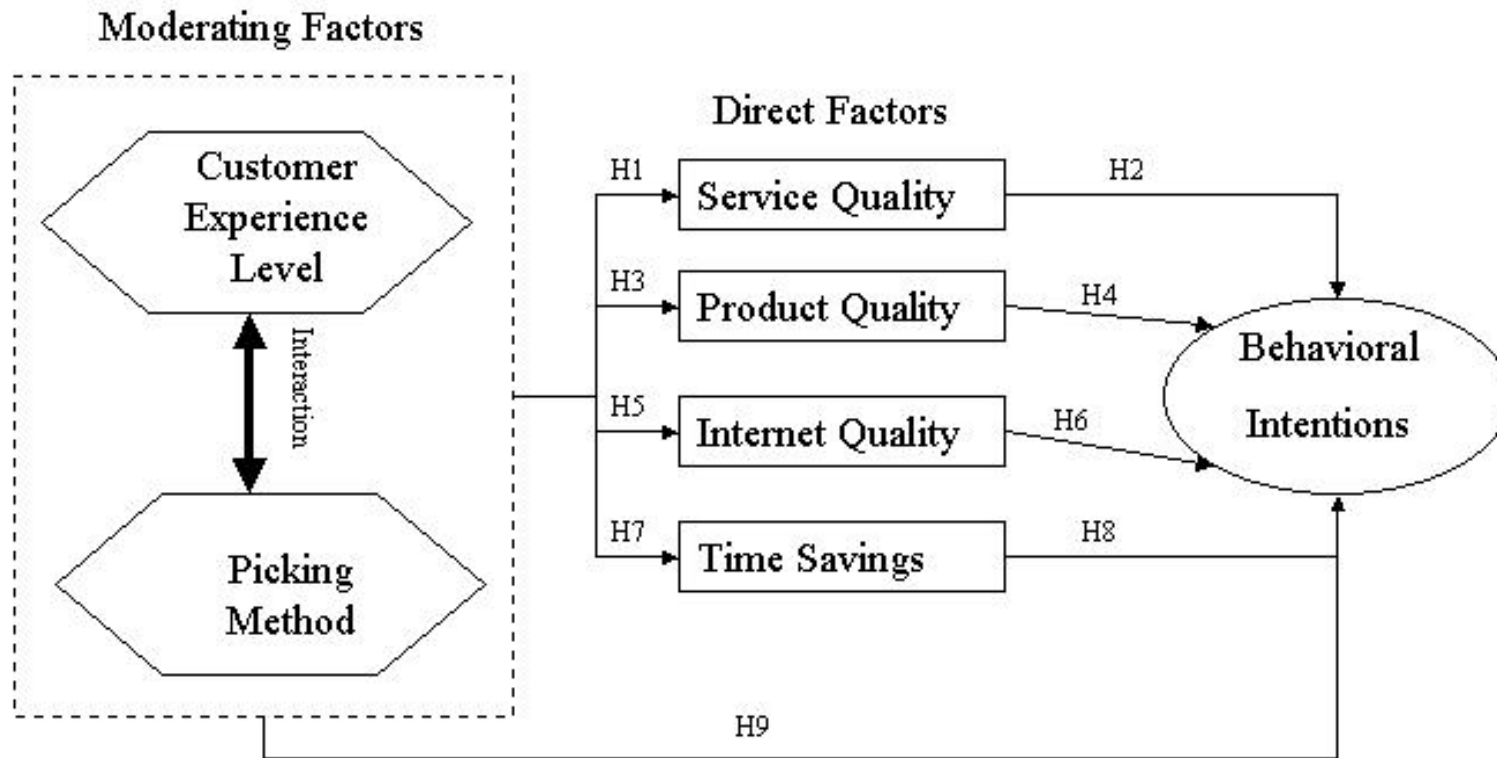 Moderating Factors
Customer
Experience
Level
Interaction
Picking
Method
Direct Factors
H1
Service Quality
H2
H3
Product Quality
H4
H5
Internet Quality
H6
H7
Time Savings
H8
Behavioral
Intentions
H9